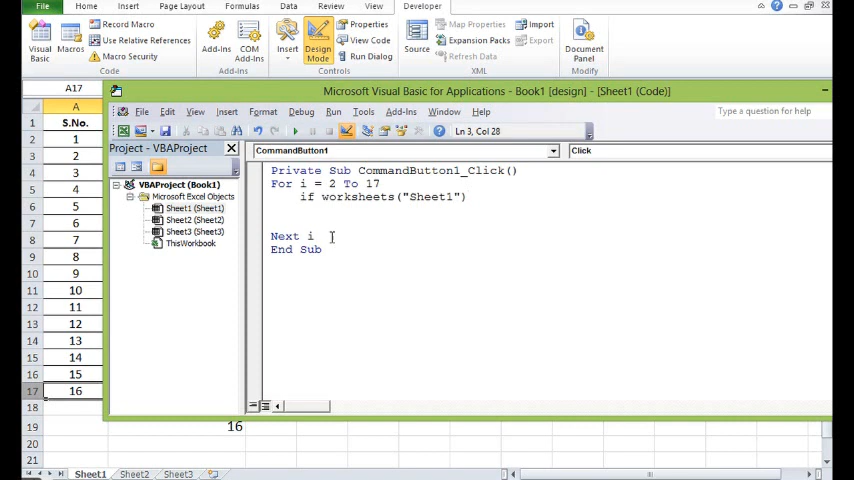 File Home Insert Page Layout Formulas Data Review View Developer
Record Macro
Use Relative References
Macro Security
Visual Basic
Macros
Code
Add-Ins
COM Add-Ins
Add-Ins
Insert
Design Mode
Properties
View Code
Run Dialog
Controls
Source
Map Properties
Expansion Packs
Refresh Data
Import
Export
XML
Document Panel
Modify
A17
Microsoft Visual Basic for Applications - Book1 [design] - [Sheet1 (Code)]
File Edit View Insert Format Debug Run Tools Add-Ins Window Help
Type a question for help
Ln 3, Col 28
Project - VBAProject
VBAProject (Book1)
Microsoft Excel Objects
Sheet1 (Sheet1)
Sheet2 (Sheet2)
Sheet3 (Sheet3)
ThisWorkbook
CommandButton1
Click
Private Sub CommandButton1_Click()
For i = 2 To 17
if worksheets("Sheet1")
Next i
End Sub
A
1 S.No.
2 1
3 2
4 3
5 4
6 5
7 6
8 7
9 8
10 9
11 10
12 11
13 12
14 13
15 14
16 15
17 16
18
19 16
20
21
Sheet1 Sheet2 Sheet3